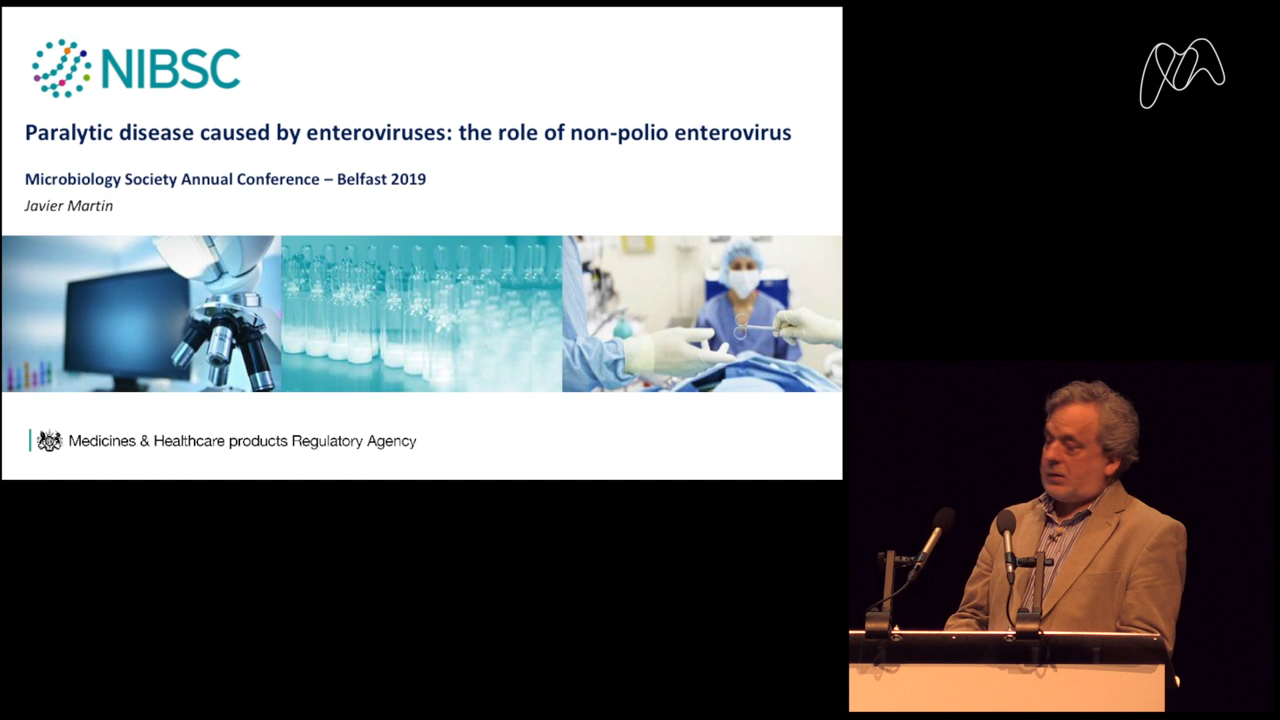 NIBSC
Paralytic disease caused by enteroviruses: the role of non-polio enterovirus
Microbiology Society Annual Conference – Belfast 2019
Javier Martin
Medicines & Healthcare products Regulatory Agency